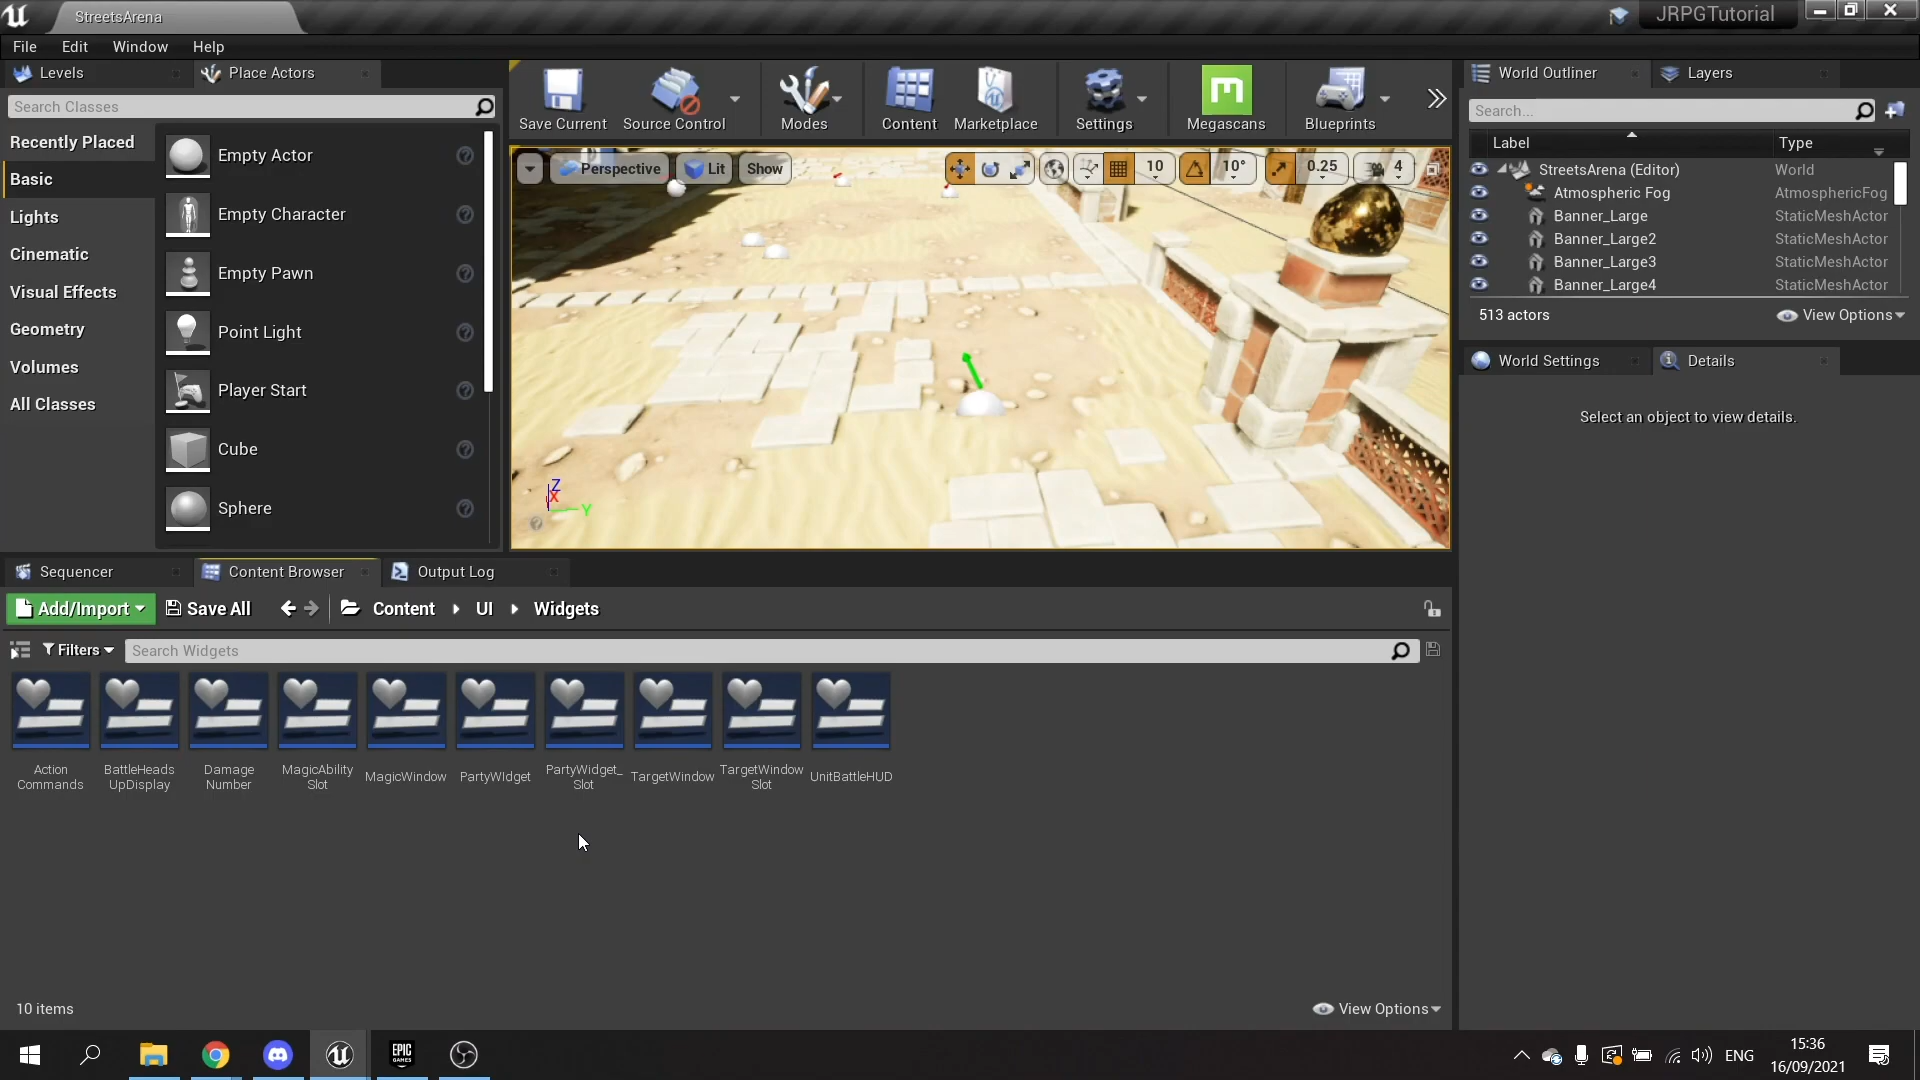 StreetsArena
JRPGTutorial
File Edit Window Help
Levels
Place Actors
Search Classes
Recently Placed
Basic
Lights
Cinematic
Visual Effects
Geometry
Volumes
All Classes
Empty Actor
Empty Character
Empty Pawn
Point Light
Player Start
Cube
Sphere
Save Current
Source Control
Modes
Content
Marketplace
Settings
Megascans
Blueprints
Perspective
Lit
Show
10
10°
0.25
4
Z
X
Y
World Outliner
Layers
Search...
Label Type
StreetsArena (Editor) World
Atmospheric Fog AtmosphericFog
Banner_Large StaticMeshActor
Banner_Large2 StaticMeshActor
Banner_Large3 StaticMeshActor
Banner_Large4 StaticMeshActor
513 actors
View Options
World Settings
Details
Select an object to view details.
Sequencer
Content Browser
Output Log
Add/Import
Save All
Content
UI
Widgets
Filters
Search Widgets
Action
Commands
BattleHeads
UpDisplay
Damage
Number
MagicAbility
Slot
MagicWindow
PartyWIdget
PartyWidget_
Slot
TargetWindow
TargetWindow
Slot
UnitBattleHUD
10 items
View Options
EPIC
GAMES
ENG
15:36
16/09/2021